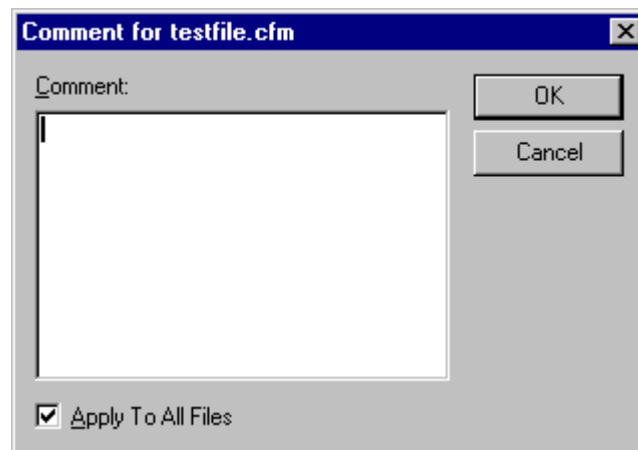 Comment for testfile.cfm
Comment:
OK
Cancel
Apply To All Files